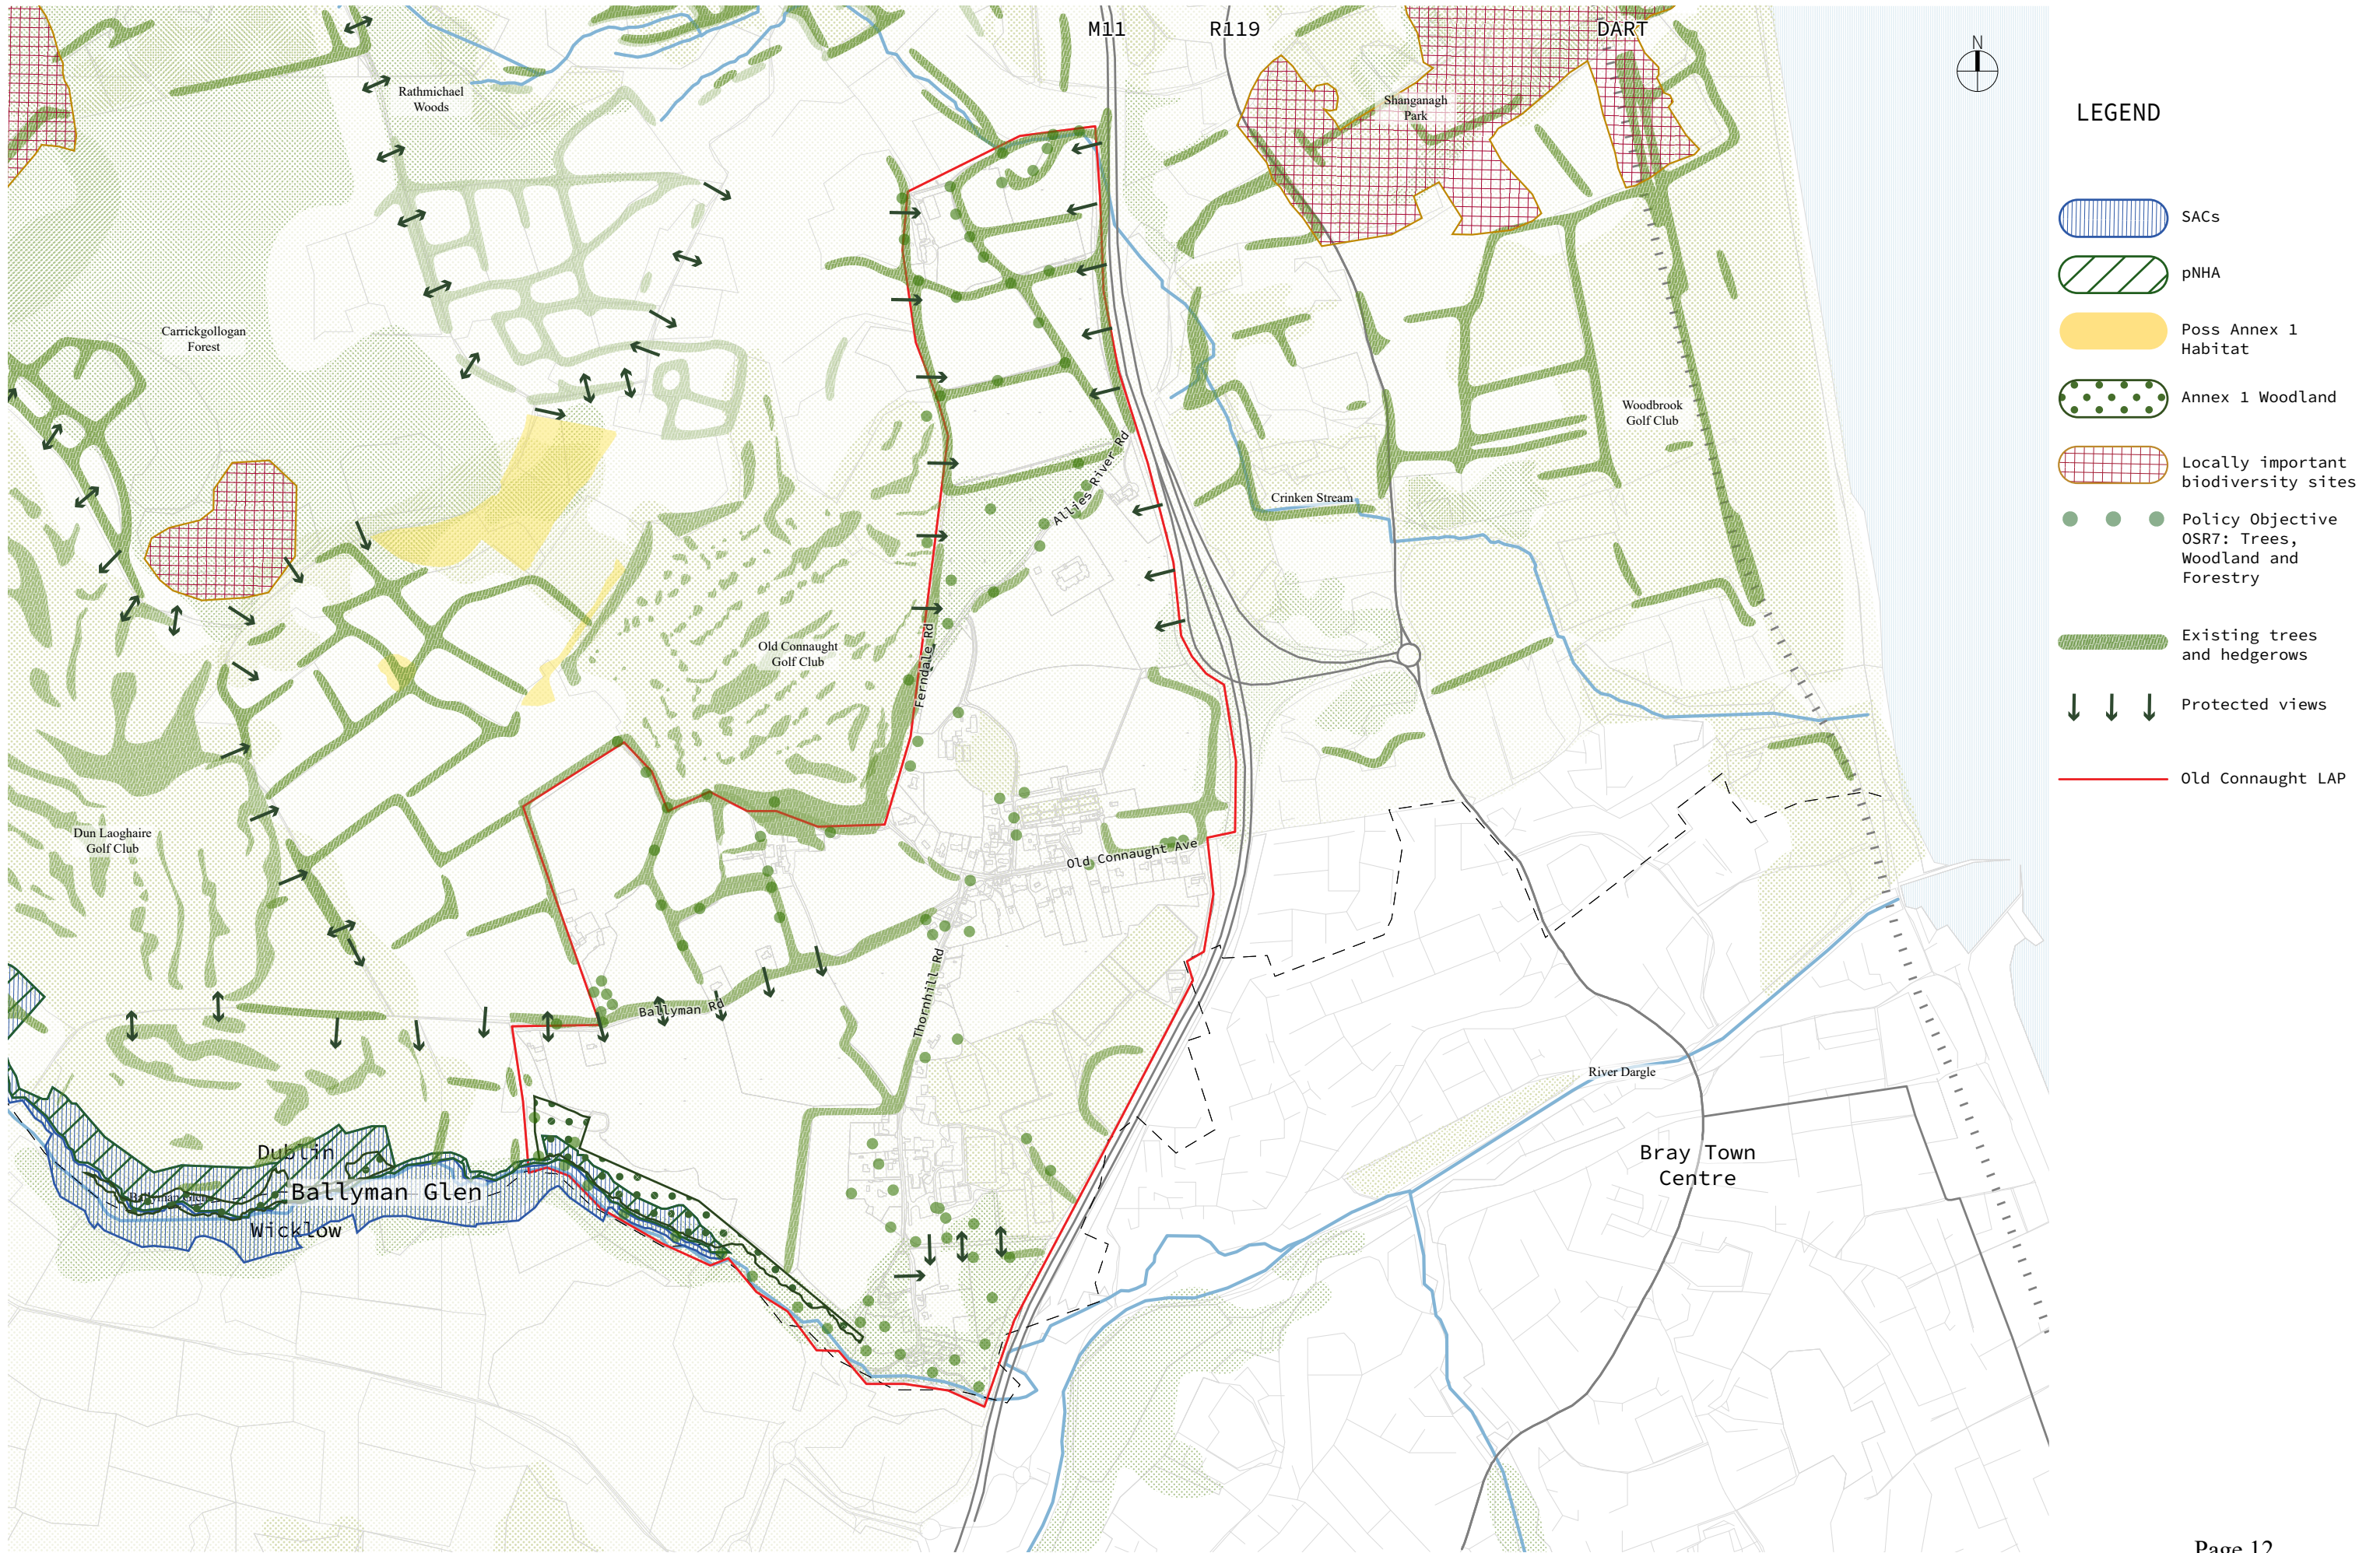 M11
R119
DART
N
LEGEND
Rathmichael
Woods
Shanganagh
Park
SACs
pNHA
Poss Annex 1
Habitat
Annex 1 Woodland
Locally important
biodiversity sites
Policy Objective
OSR7: Trees,
Woodland and
Forestry
Existing trees
and hedgerows
Protected views
Old Connaught LAP
Carrickgollogan
Forest
Woodbrook
Golf Club
Allies River Rd
Crinken Stream
Old Connaught
Golf Club
Ferndale Rd
Dun Laoghaire
Golf Club
Old Connaught Ave
Thornhill Rd
Ballyman Rd
River Dargle
Bray Town
Centre
Dublin
Ballyman Glen
Ballyman Glen
Wicklow
Page 12